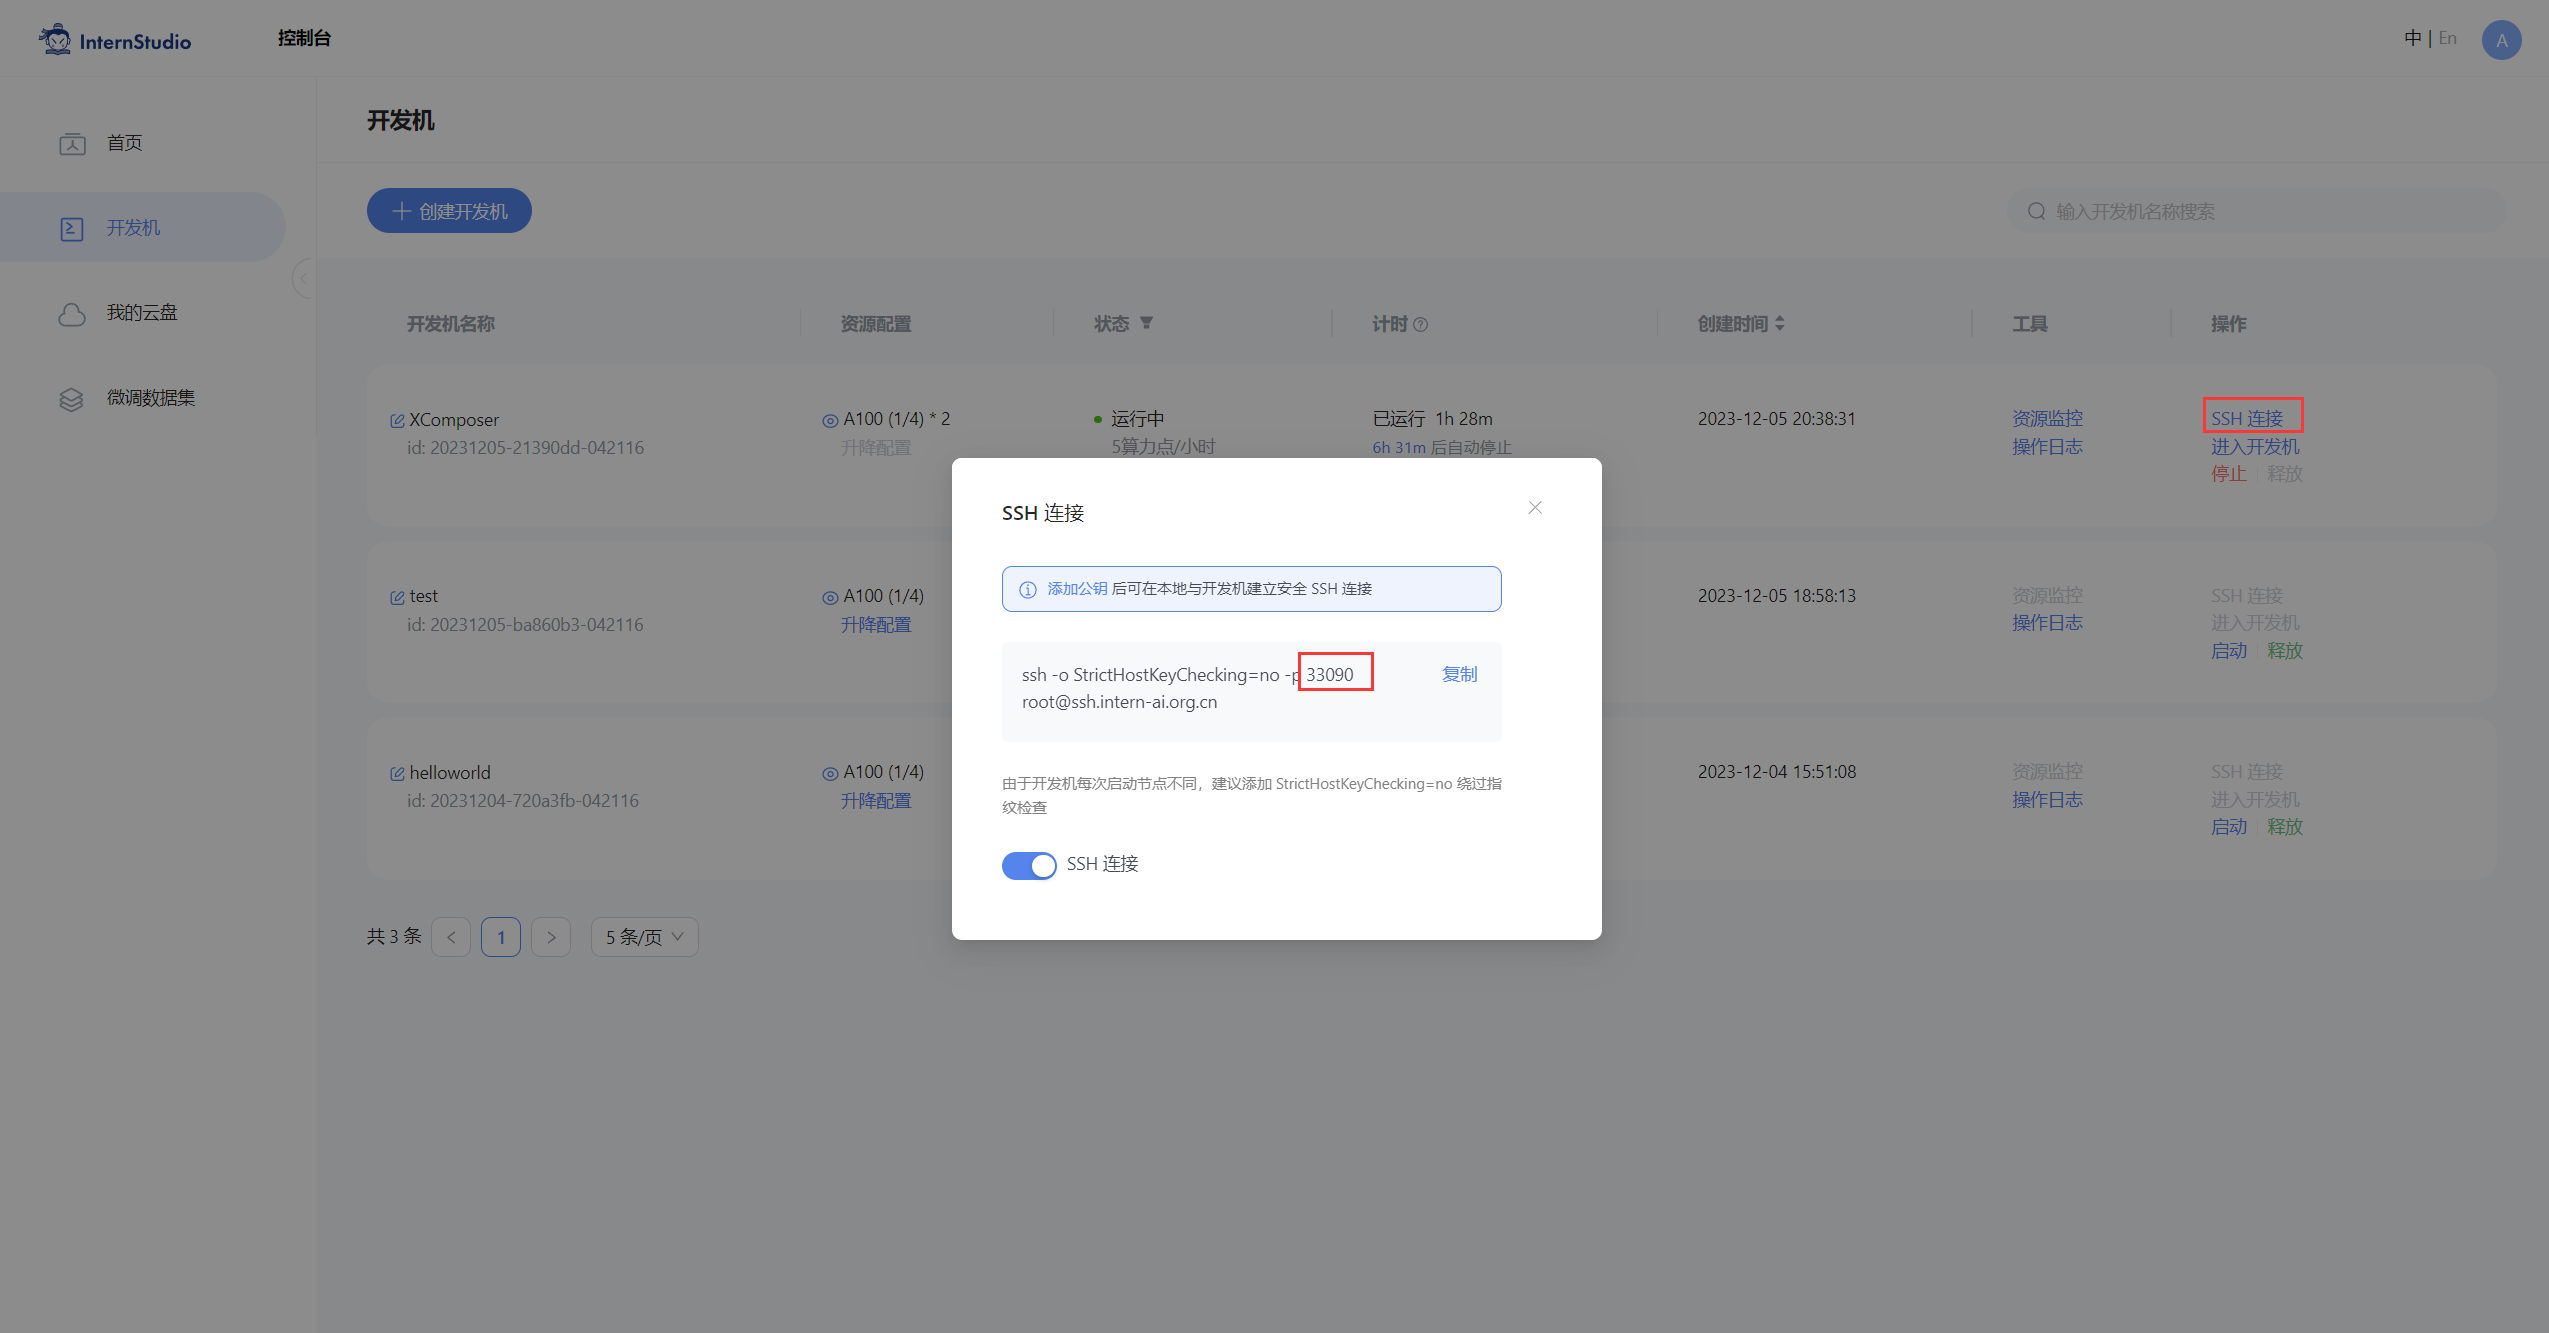 InternStudio
控制台
中 | En
A
首页
开发机
我的云盘
微调数据集
开发机
创建开发机
输入开发机名称搜索
开发机名称 资源配置 状态 计时 创建时间 工具 操作
XComposer A100 (1/4) * 2 运行中 已运行 1h 28m 2023-12-05 20:38:31 资源监控 SSH 连接
id: 20231205-21390dd-042116 升降配置 5算力点/小时 6h 31m 后自动停止 操作日志 进入开发机
停止 释放
test A100 (1/4) 2023-12-05 18:58:13 资源监控 SSH 连接
id: 20231205-ba860b3-042116 升降配置 操作日志 进入开发机
启动 释放
helloworld A100 (1/4) 2023-12-04 15:51:08 资源监控 SSH 连接
id: 20231204-720a3fb-042116 升降配置 操作日志 进入开发机
启动 释放
共 3 条 < 1 > 5 条/页
SSH 连接
添加公钥 后可在本地与开发机建立安全 SSH 连接
ssh -o StrictHostKeyChecking=no -p 33090 复制
root@ssh.intern-ai.org.cn
由于开发机每次启动节点不同，建议添加 StrictHostKeyChecking=no 绕过指
纹检查
SSH 连接